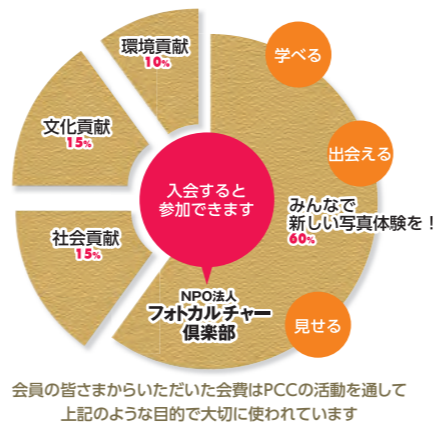 環境貢献
10%
学べる
文化貢献
15%
出会える
入会すると
参加できます
みんなで
新しい写真体験を！
60%
社会貢献
15%
NPO法人
フォトカルチャー
倶楽部
見せる
会員の皆さまからいただいた会費はPCCの活動を通して
上記のような目的で大切に使われています